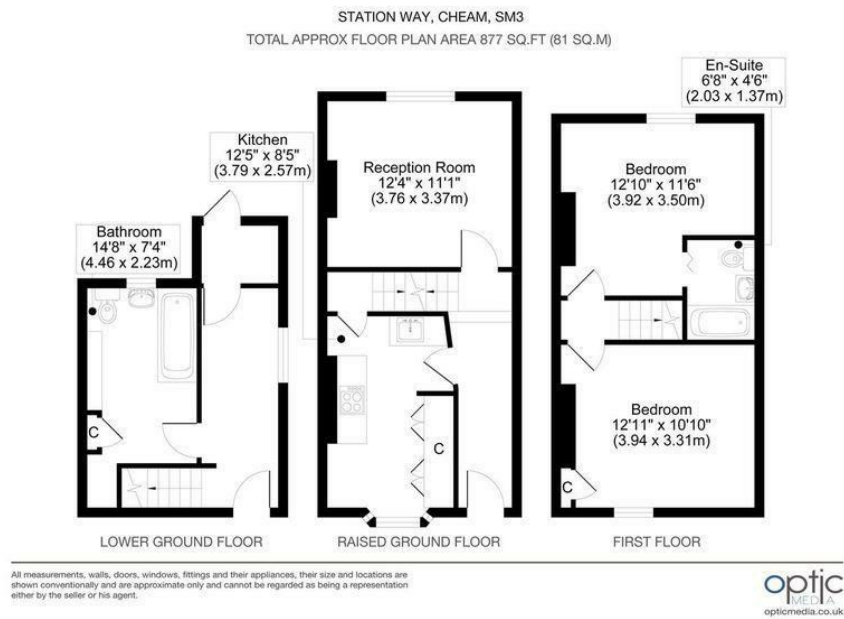 STATION WAY, CHEAM, SM3
TOTAL APPROX FLOOR PLAN AREA 877 SQ.FT (81 SQ.M)
En-Suite
6'8" x 4'6"
(2.03 x 1.37m)
Kitchen
12'5" x 8'5"
(3.79 x 2.57m)
Reception Room
12'4" x 11'1"
(3.76 x 3.37m)
Bedroom
12'10" x 11'6"
(3.92 x 3.50m)
Bathroom
14'8" x 7'4"
(4.46 x 2.23m)
Bedroom
12'11" x 10'10"
(3.94 x 3.31m)
C
C
C
LOWER GROUND FLOOR
RAISED GROUND FLOOR
FIRST FLOOR
All measurements, walls, doors, windows, fittings and their appliances, their size and locations are
shown conventionally and are approximate only and cannot be regarded as being a representation
either by the seller or his agent.
optic
MEDIA
opticmedia.co.uk